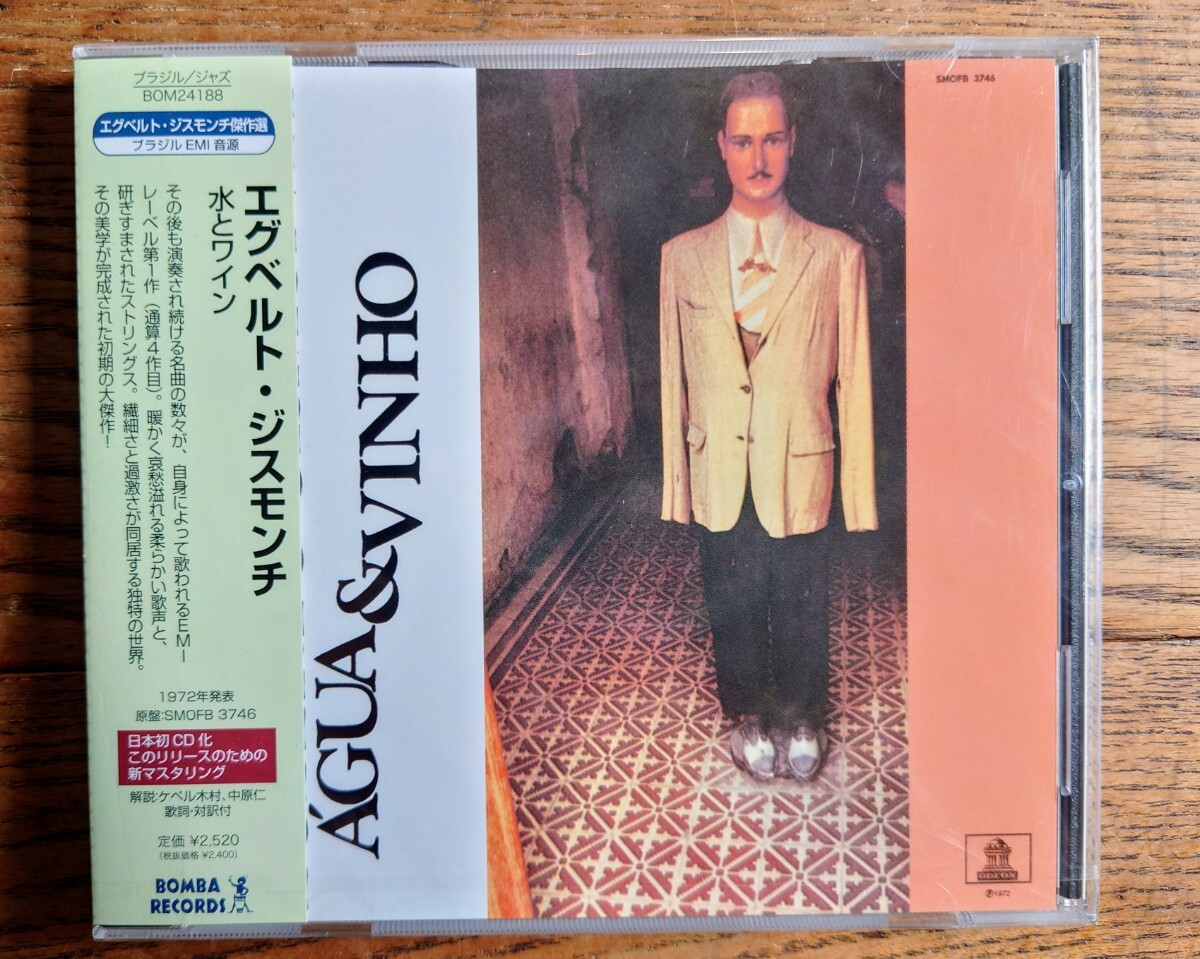 ブラジル/ジャズ
BOM24188
エグベルト・ジスモンチ傑作選
ブラジル EMI 音源
エグベルト・ジスモンチ
水とワイン
その後も演奏され続ける名曲の数々が、自身によって歌われるEMI
レーベル第1作（通算4作目）。暖かく哀愁溢れる柔らかい歌声と、
研ぎすまされたストリングス。繊細さと過激さが同居する独特の世界。
その美学が完成された初期の大傑作！
1972年発表
原盤:SMOFB 3746
日本初CD化
このリリースのための
新マスタリング
解説:ケペル木村、中原仁
歌詞・対訳付
定価 ¥2,520
(税抜価格 ¥2,400)
BOMBA
RECORDS
ÁGUA&VINHO
SMOFB 3746
ODEON
℗1972